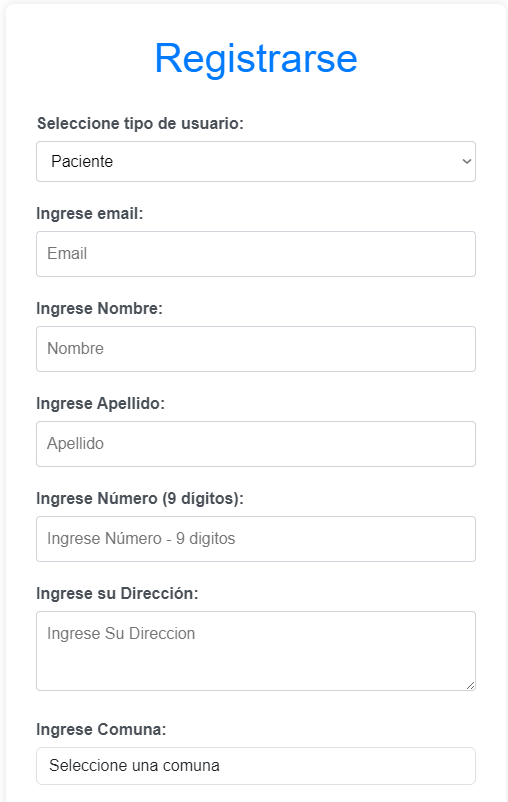 Registrarse
Seleccione tipo de usuario:
Paciente
Ingrese email:
Email
Ingrese Nombre:
Nombre
Ingrese Apellido:
Apellido
Ingrese Número (9 dígitos):
Ingrese Número - 9 digitos
Ingrese su Dirección:
Ingrese Su Direccion
Ingrese Comuna:
Seleccione una comuna